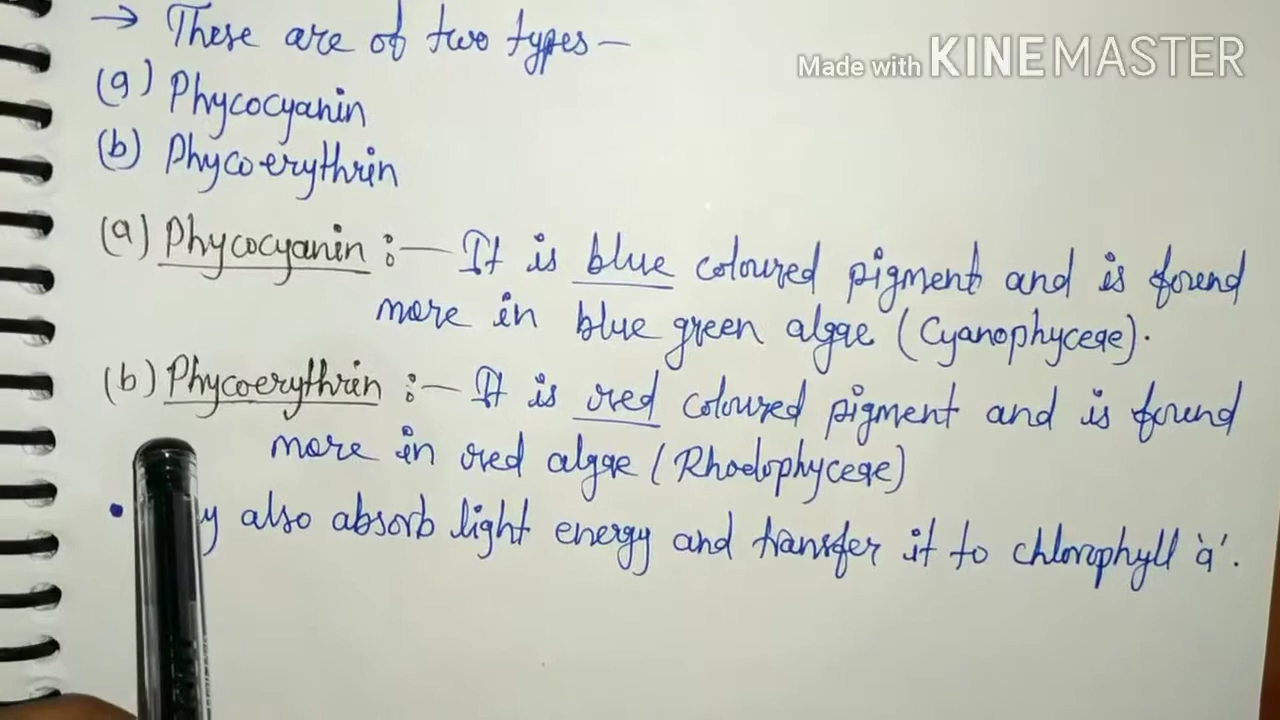 → These are of two types —
Made with KINEMASTER
(a) Phycocyanin
(b) Phycoerythrin
(a) Phycocyanin :— It is blue coloured pigment and is found
more in blue green algae (Cyanophyceae).
(b) Phycoerythrin :— It is red coloured pigment and is found
more in red algae (Rhodophyceae)
• y also absorb light energy and transfer it to chlorophyll 'a'.